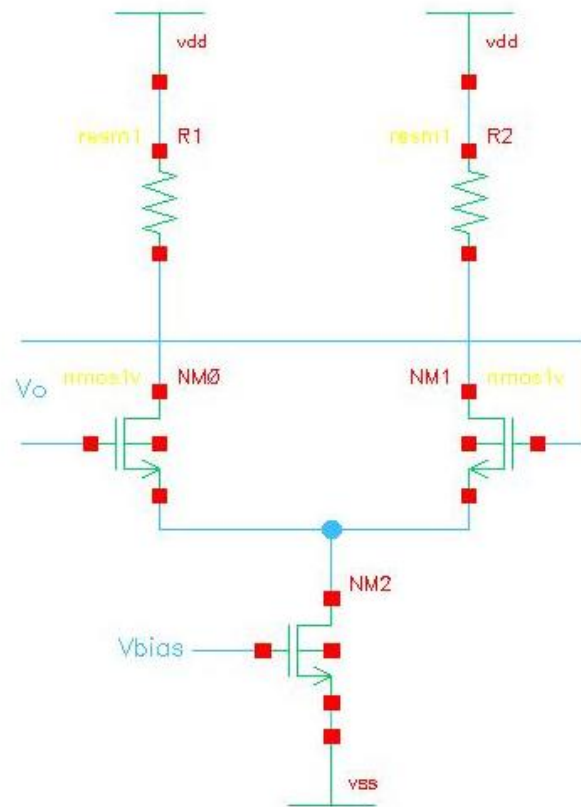 vdd
vdd
resm1
R1
resm1
R2
nmos1v
NMØ
NM1
nmos1v
Vo
NM2
Vbias
vss